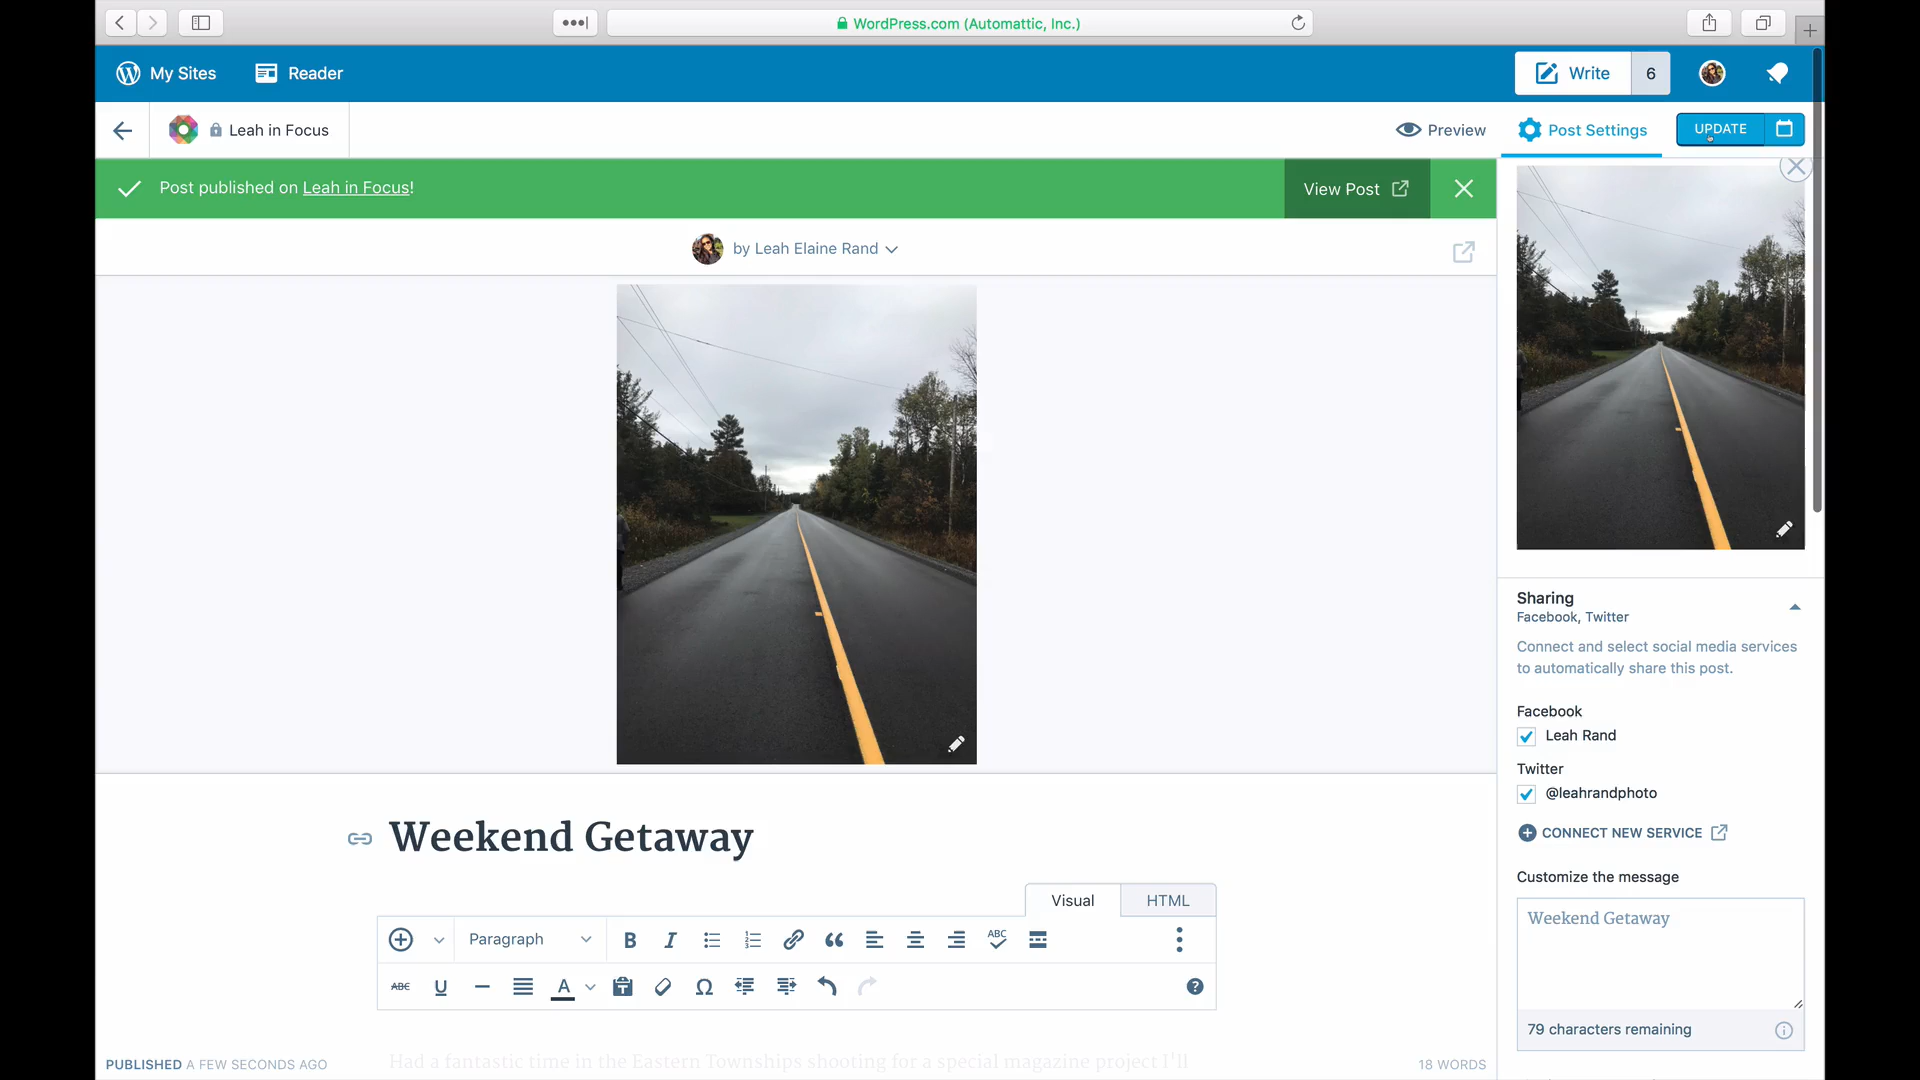 WordPress.com (Automattic, Inc.)
My Sites
Reader
Write
6
Leah in Focus
Preview
Post Settings
UPDATE
Post published on Leah in Focus!
View Post
by Leah Elaine Rand
Sharing
Facebook, Twitter
Connect and select social media services
to automatically share this post.
Facebook
Leah Rand
Twitter
@leahrandphoto
CONNECT NEW SERVICE
Customize the message
Weekend Getaway
79 characters remaining
Weekend Getaway
Visual
HTML
Paragraph
B
I
ABC
ABC
U
A
Had a fantastic time in the Eastern Townships shooting for a special magazine project I'll
PUBLISHED A FEW SECONDS AGO
18 WORDS